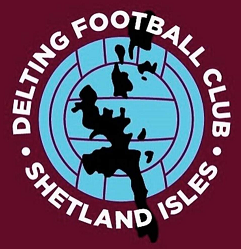 DELTING FOOTBALL CLUB
SHETLAND ISLES